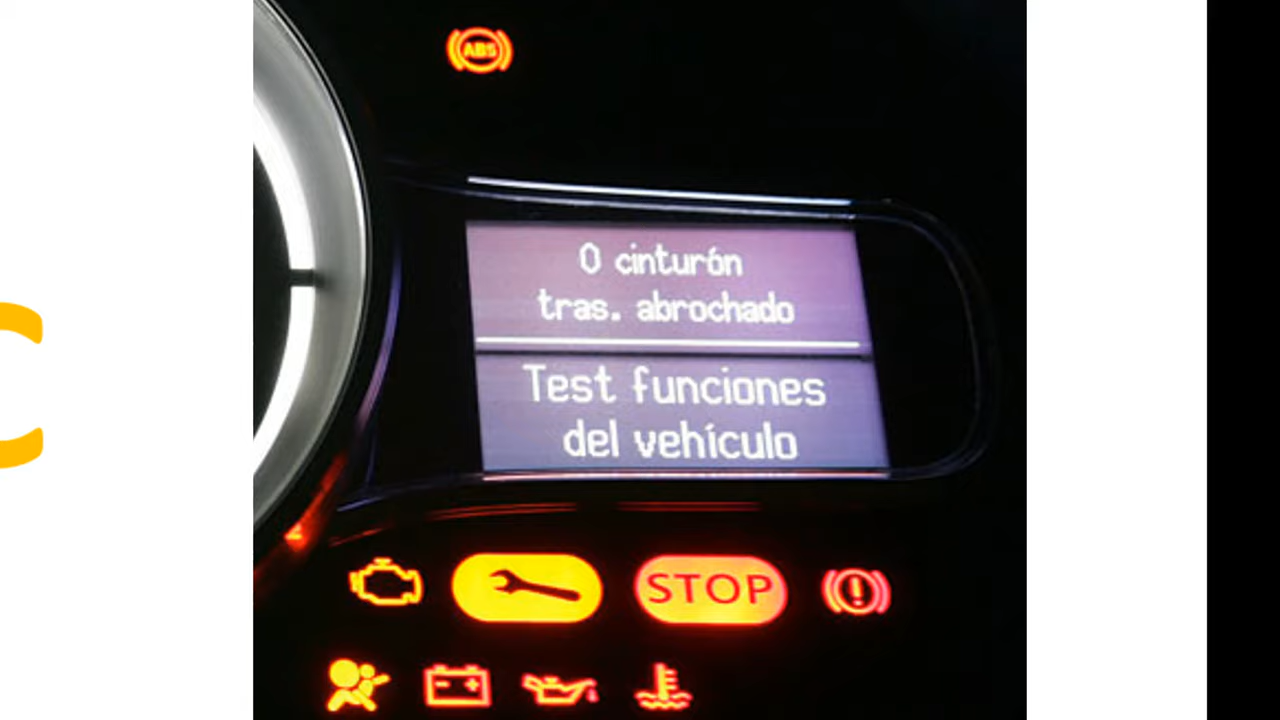 ABS
0 cinturón
tras. abrochado
Test funciones
del vehículo
STOP